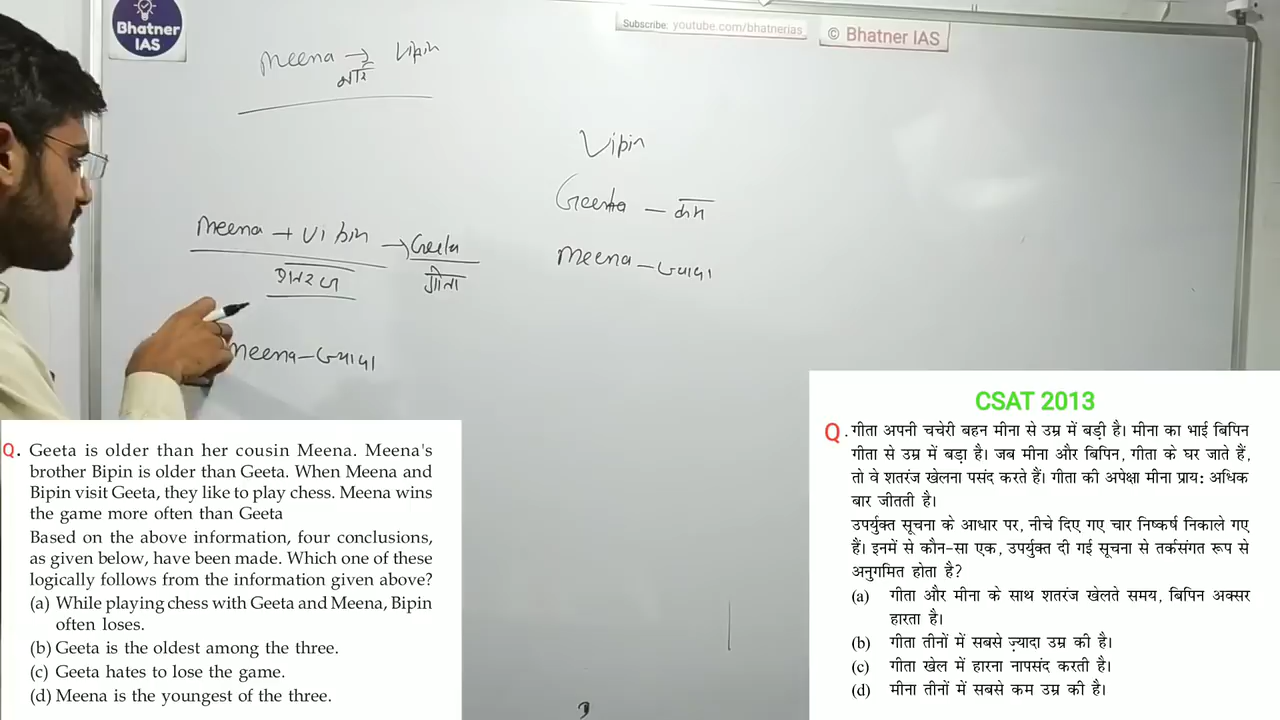 Bhatner
IAS
Subscribe: youtube.com/bhatnerias
© Bhatner IAS
Meena → Vipin
भाई
Vipin
Geeta – कम
Meena – ज्यादा
Meena + Vipin → Geeta
शतरंज
गीता
Meena – ज्यादा
Q. Geeta is older than her cousin Meena. Meena's
brother Bipin is older than Geeta. When Meena and
Bipin visit Geeta, they like to play chess. Meena wins
the game more often than Geeta
Based on the above information, four conclusions,
as given below, have been made. Which one of these
logically follows from the information given above?
(a) While playing chess with Geeta and Meena, Bipin
often loses.
(b) Geeta is the oldest among the three.
(c) Geeta hates to lose the game.
(d) Meena is the youngest of the three.
CSAT 2013
Q. गीता अपनी चचेरी बहन मीना से उम्र में बड़ी है। मीना का भाई बिपिन
गीता से उम्र में बड़ा है। जब मीना और बिपिन, गीता के घर जाते हैं,
तो वे शतरंज खेलना पसंद करते हैं। गीता की अपेक्षा मीना प्राय: अधिक
बार जीतती है।
उपर्युक्त सूचना के आधार पर, नीचे दिए गए चार निष्कर्ष निकाले गए
हैं। इनमें से कौन-सा एक, उपर्युक्त दी गई सूचना से तर्कसंगत रूप से
अनुगमित होता है?
(a) गीता और मीना के साथ शतरंज खेलते समय, बिपिन अक्सर
हारता है।
(b) गीता तीनों में सबसे ज़्यादा उम्र की है।
(c) गीता खेल में हारना नापसंद करती है।
(d) मीना तीनों में सबसे कम उम्र की है।